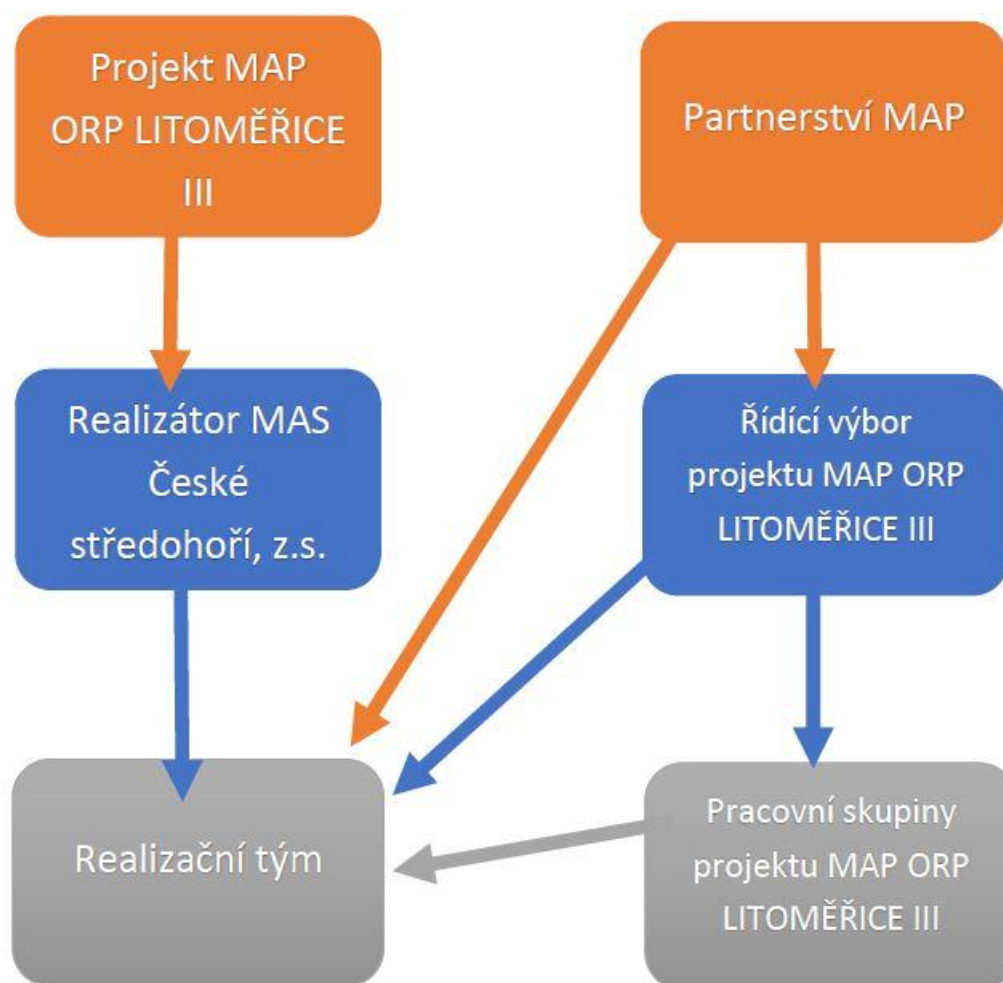 Projekt MAP
ORP LITOMĚŘICE
III
Partnerství MAP
Realizátor MAS
České
středohoří, z.s.
Řídící výbor
projektu MAP ORP
LITOMĚŘICE III
Realizační tým
Pracovní skupiny
projektu MAP ORP
LITOMĚŘICE III